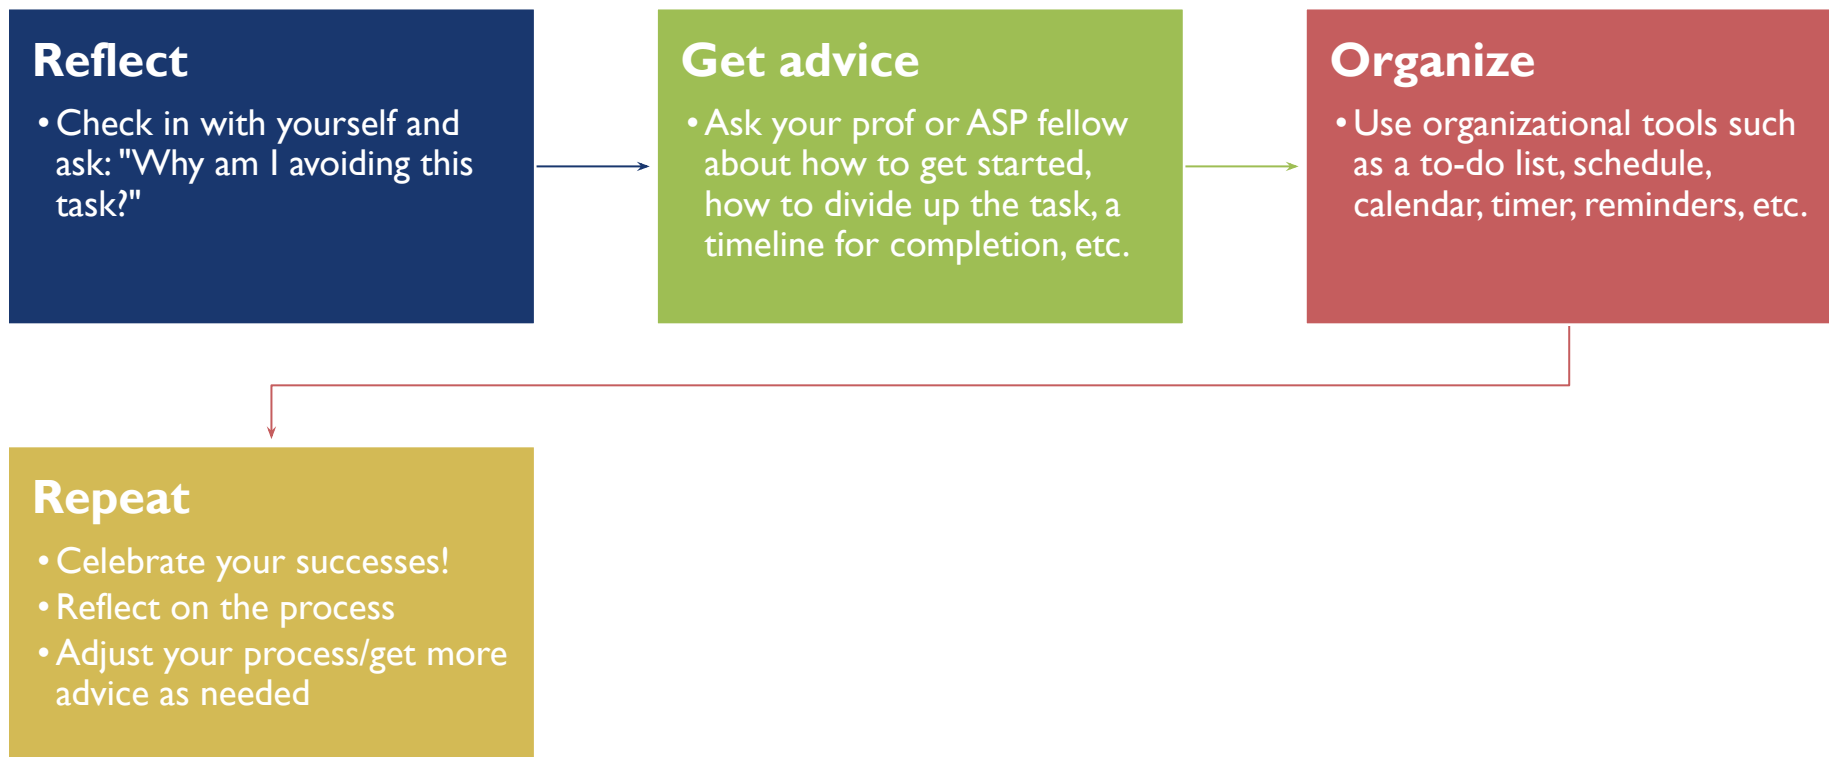 Reflect
• Check in with yourself and
ask: "Why am I avoiding this
task?"
Get advice
• Ask your prof or ASP fellow
about how to get started,
how to divide up the task, a
timeline for completion, etc.
Organize
• Use organizational tools such
as a to-do list, schedule,
calendar, timer, reminders, etc.
Repeat
• Celebrate your successes!
• Reflect on the process
• Adjust your process/get more
advice as needed